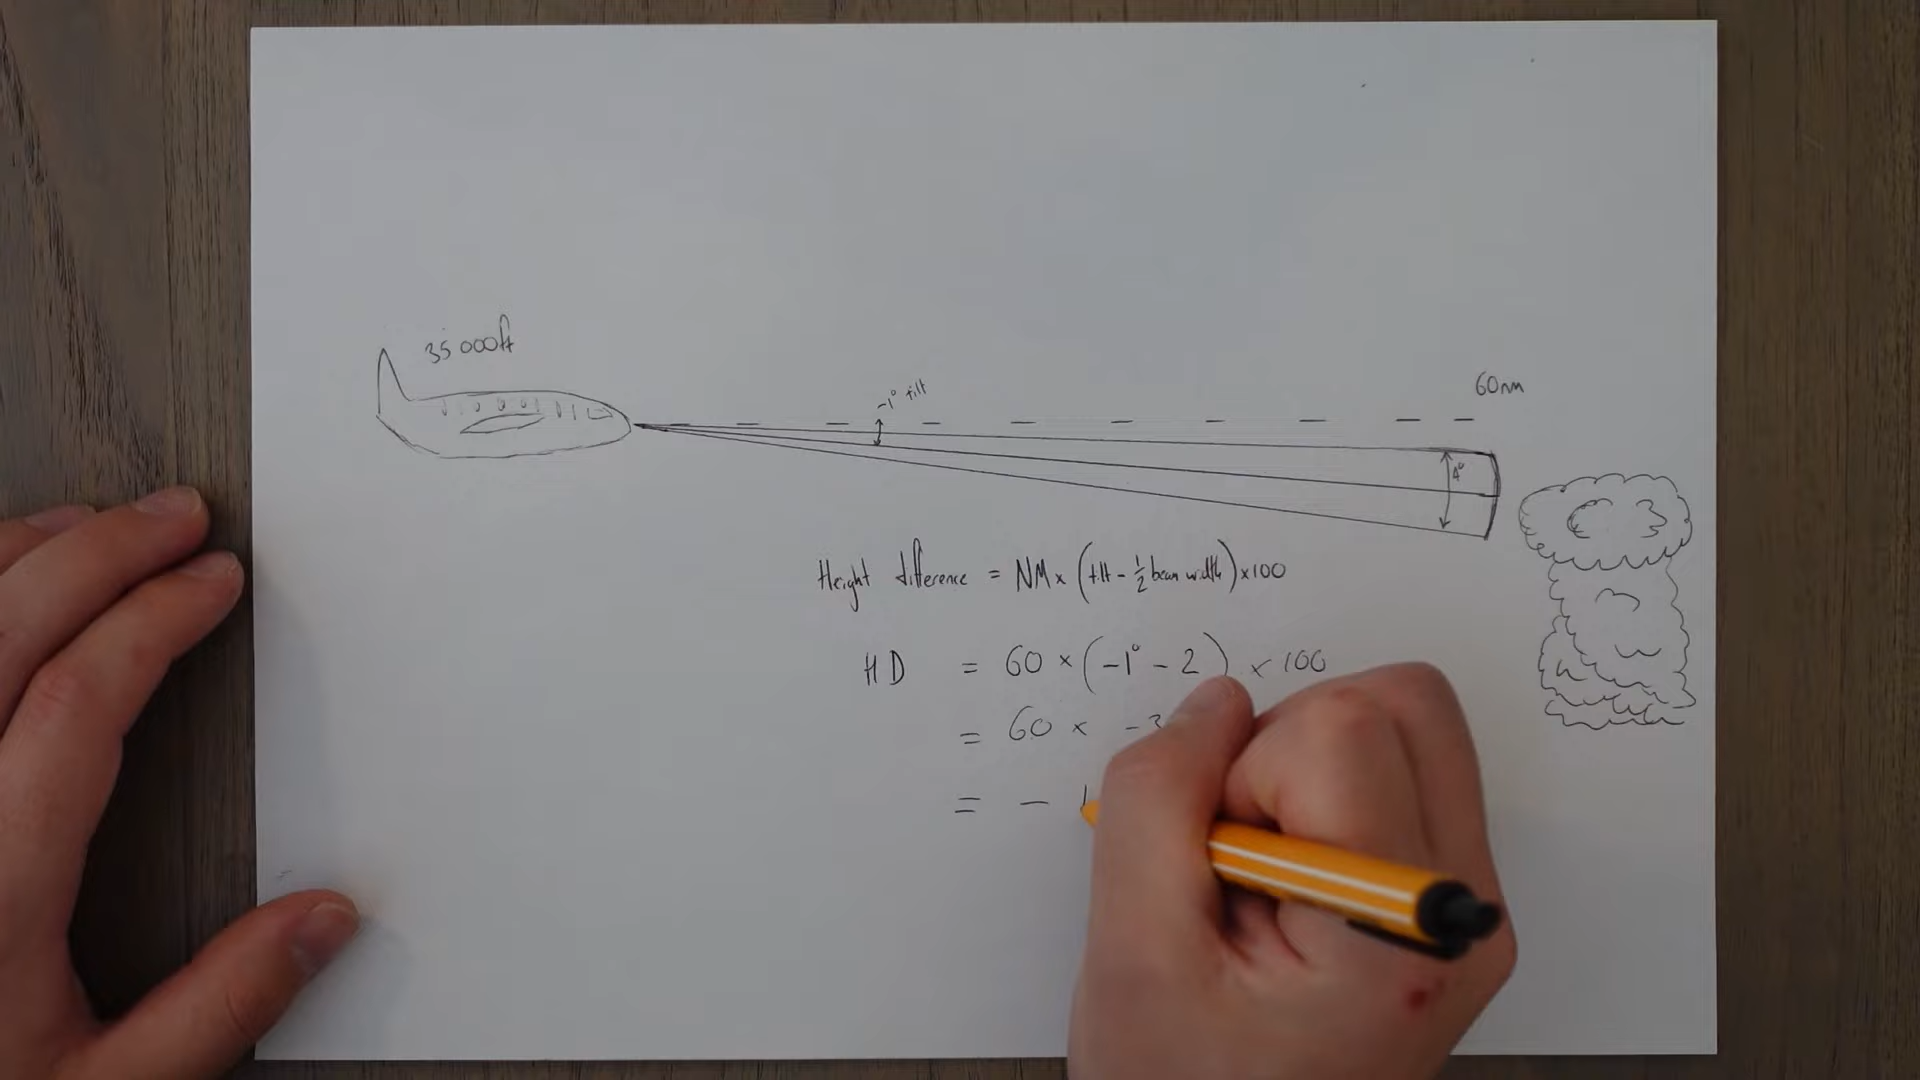 35 000ft
-1° tilt
60nm
4°
Height difference = NM x (tilt - ½ beam width) x 100
HD = 60 x (-1° - 2) x 100
= 60 x -3
= -